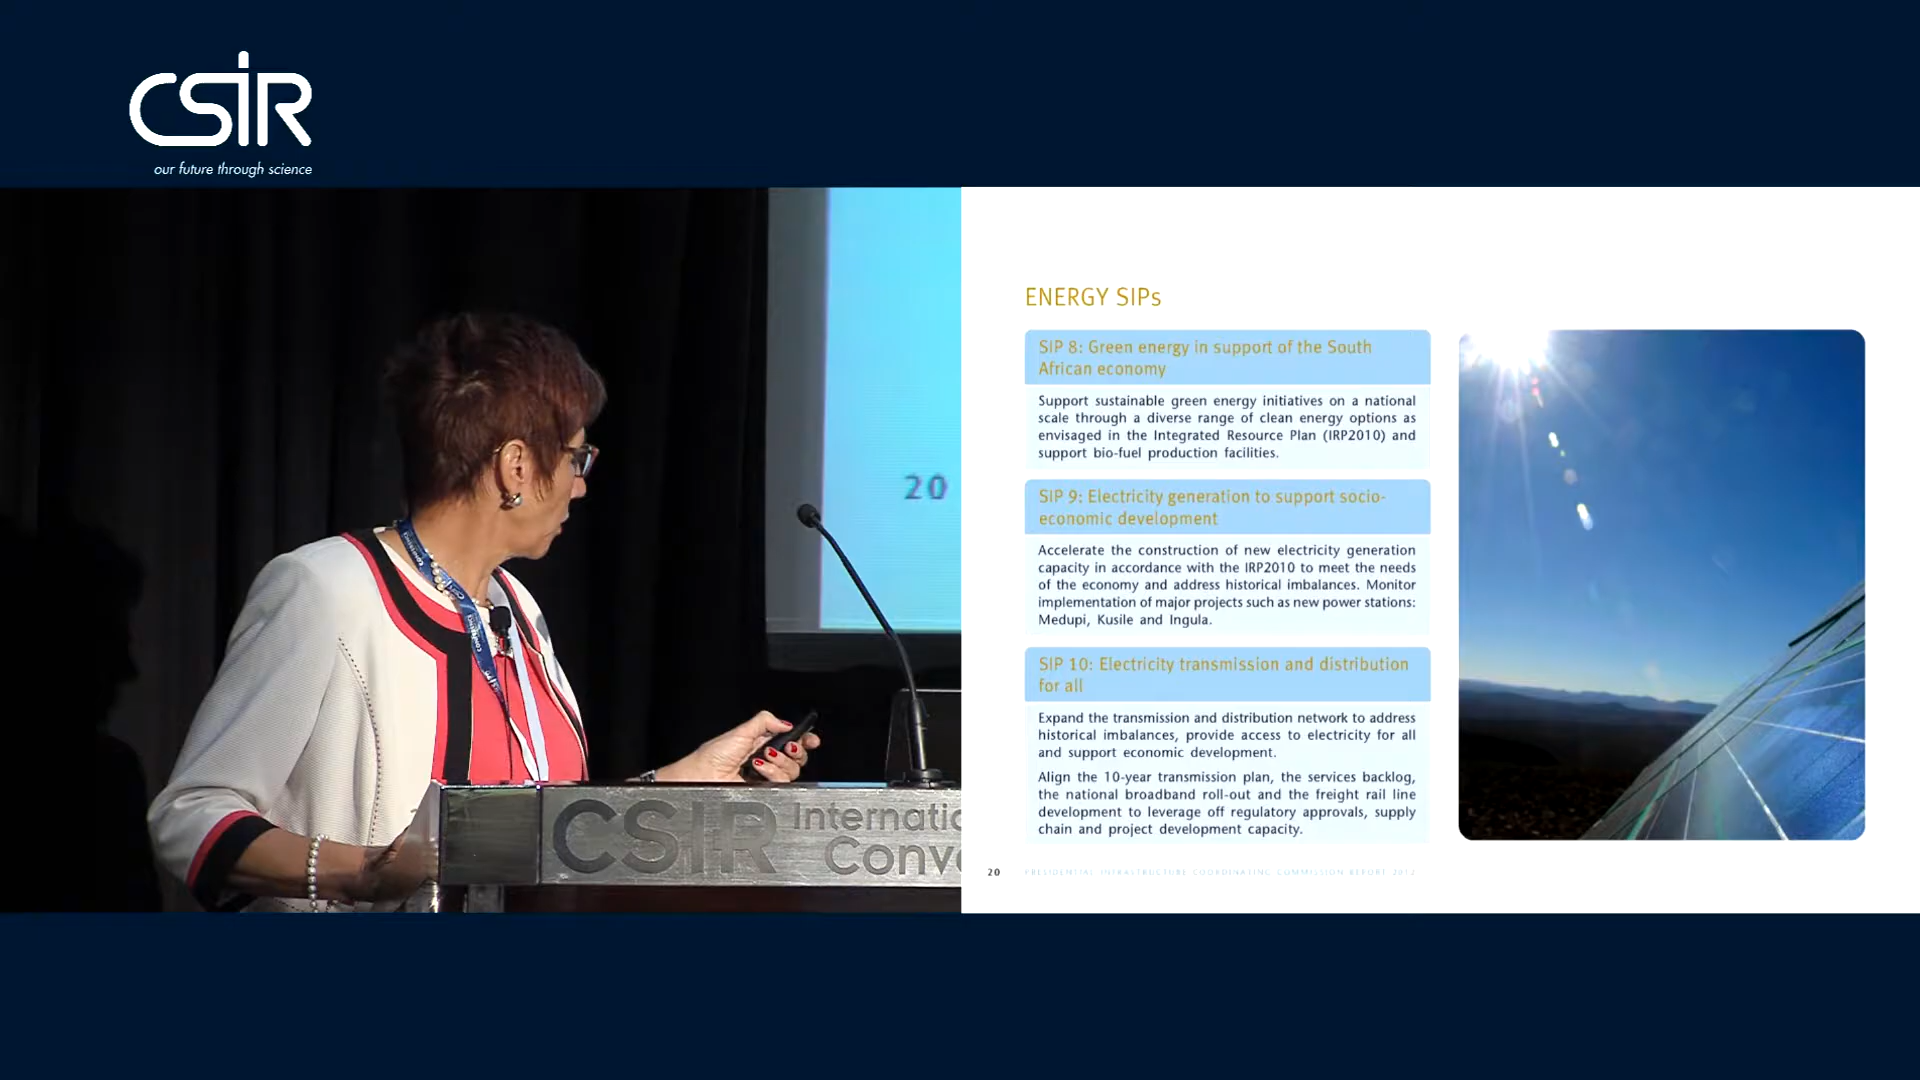 CSIR
our future through science
20
CSIR Internatio
Conv
ENERGY SIPs
SIP 8: Green energy in support of the South
African economy
Support sustainable green energy initiatives on a national
scale through a diverse range of clean energy options as
envisaged in the Integrated Resource Plan (IRP2010) and
support bio-fuel production facilities.
SIP 9: Electricity generation to support socio-
economic development
Accelerate the construction of new electricity generation
capacity in accordance with the IRP2010 to meet the needs
of the economy and address historical imbalances. Monitor
implementation of major projects such as new power stations:
Medupi, Kusile and Ingula.
SIP 10: Electricity transmission and distribution
for all
Expand the transmission and distribution network to address
historical imbalances, provide access to electricity for all
and support economic development.
Align the 10-year transmission plan, the services backlog,
the national broadband roll-out and the freight rail line
development to leverage off regulatory approvals, supply
chain and project development capacity.
20 PRESIDENTIAL INFRASTRUCTURE COORDINATING COMMISSION REPORT 2012